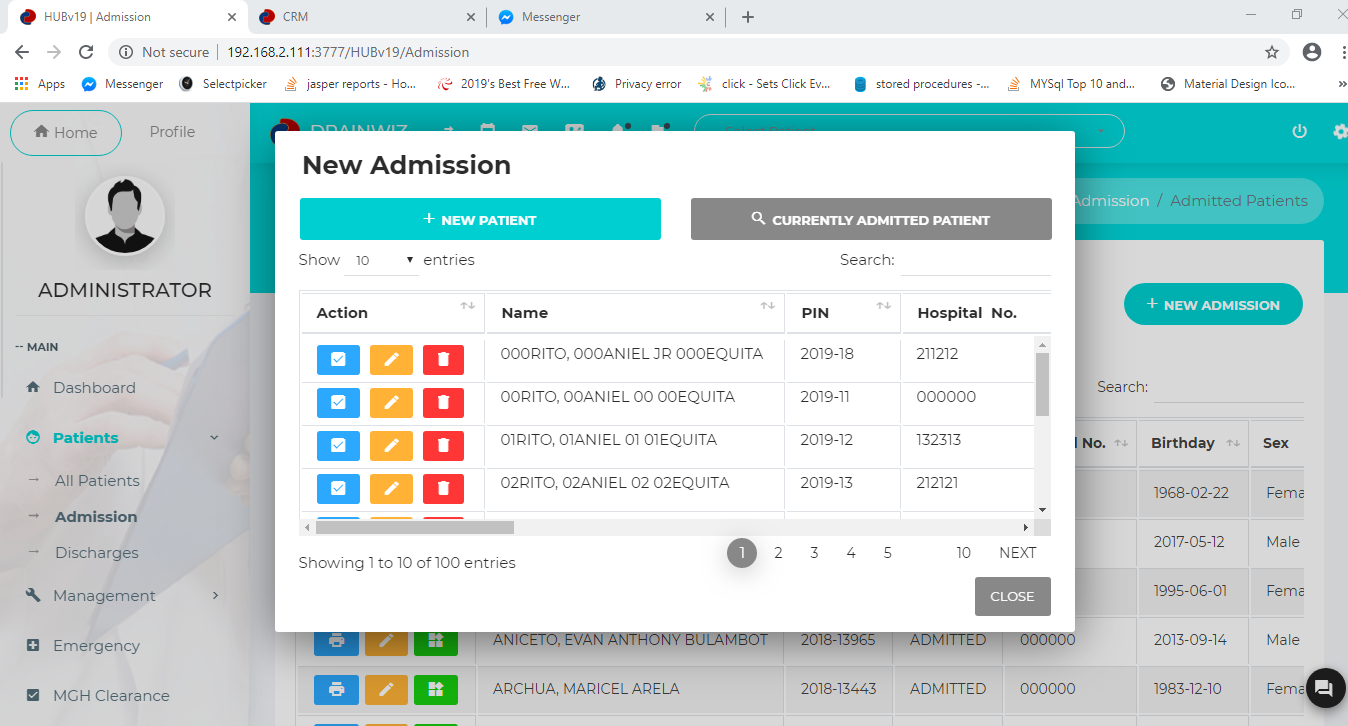 HUBv19 | Admission
CRM
Messenger
Not secure | 192.168.2.111:3777/HUBv19/Admission
Apps Messenger Selectpicker jasper reports - Ho... 2019's Best Free W... Privacy error click - Sets Click Ev... stored procedures -... MYSql Top 10 and... Material Design Ico... »
Home Profile
ADMINISTRATOR
-- MAIN
Dashboard
Patients
All Patients
Admission
Discharges
Management
Emergency
MGH Clearance
Admission / Admitted Patients
NEW ADMISSION
Search:
New Admission
NEW PATIENT CURRENTLY ADMITTED PATIENT
Show 10 entries Search:
Action Name PIN Hospital No.
000RITO, 000ANIEL JR 000EQUITA 2019-18 211212
00RITO, 00ANIEL 00 00EQUITA 2019-11 000000
01RITO, 01ANIEL 01 01EQUITA 2019-12 132313
02RITO, 02ANIEL 02 02EQUITA 2019-13 212121
Showing 1 to 10 of 100 entries 1 2 3 4 5 10 NEXT
CLOSE
No. Birthday Sex
1968-02-22 Fema
2017-05-12 Male
1995-06-01 Fema
ANICETO, EVAN ANTHONY BULAMBOT 2018-13965 ADMITTED 000000 2013-09-14 Male
ARCHUA, MARICEL ARELA 2018-13443 ADMITTED 000000 1983-12-10 Fema